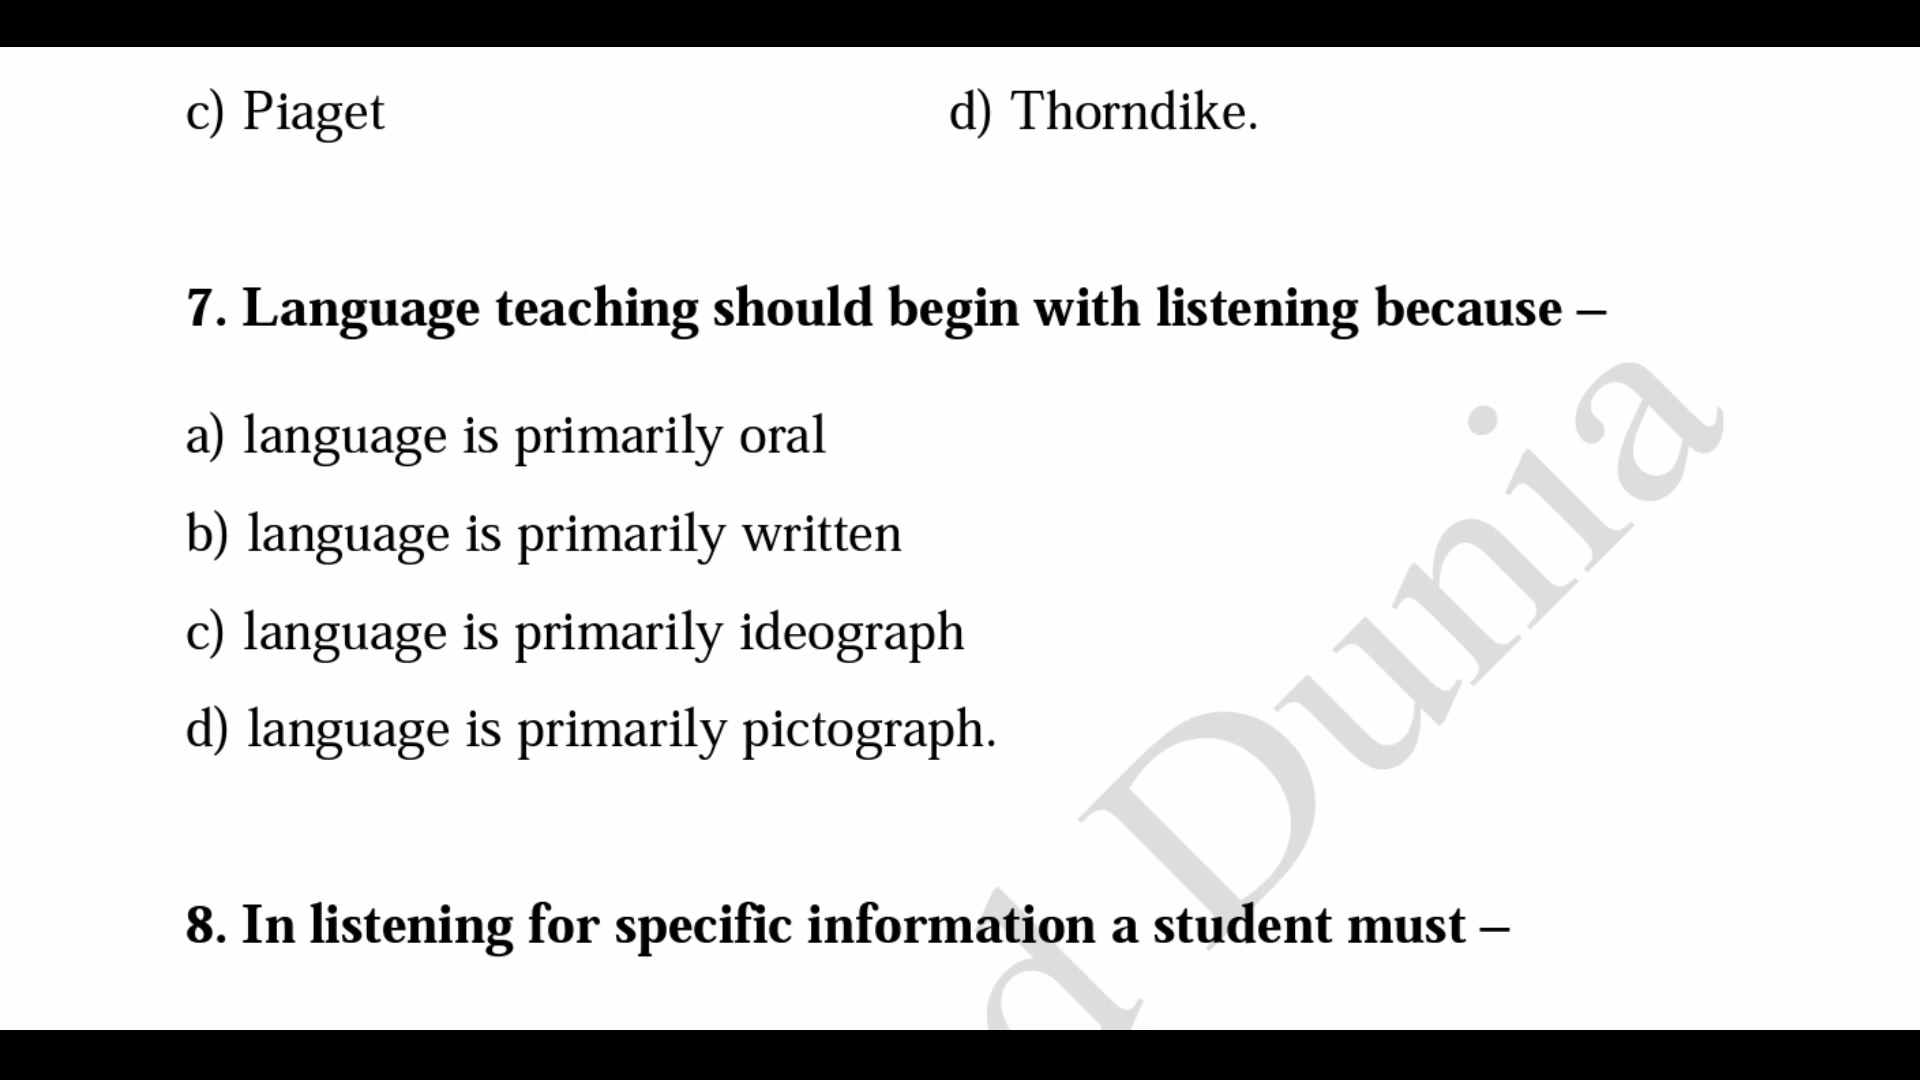 c) Piaget d) Thorndike.
7. Language teaching should begin with listening because –
a) language is primarily oral
b) language is primarily written
c) language is primarily ideograph
d) language is primarily pictograph.
8. In listening for specific information a student must –
d Dunia